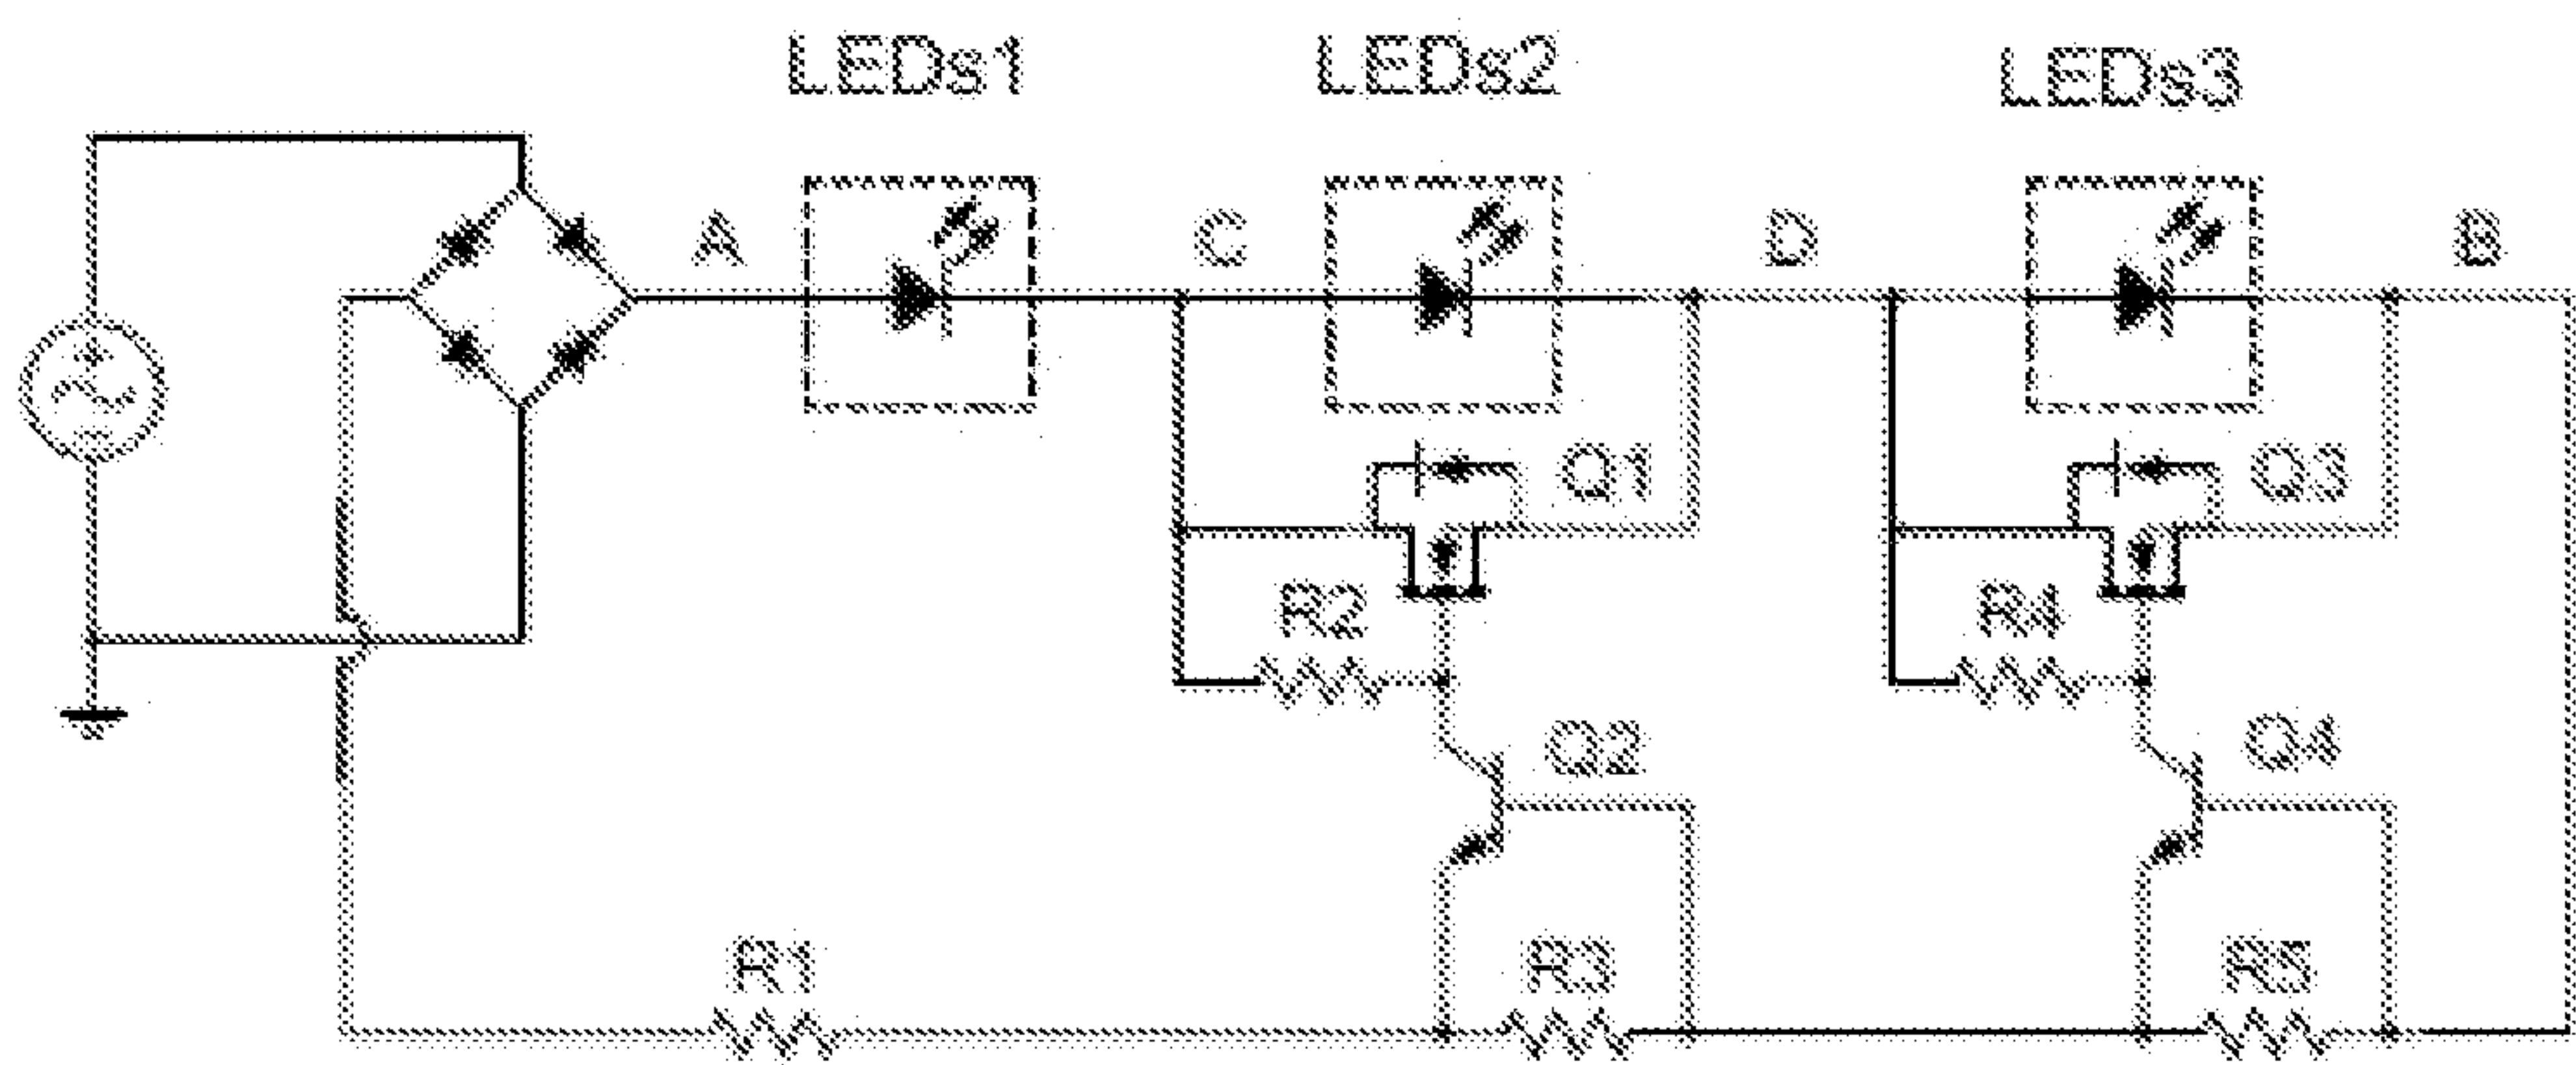 LEDs1 LEDs2 LEDs3
A C D B
Q1 Q3
R2 R4
Q2 Q4
R1 R3 R5